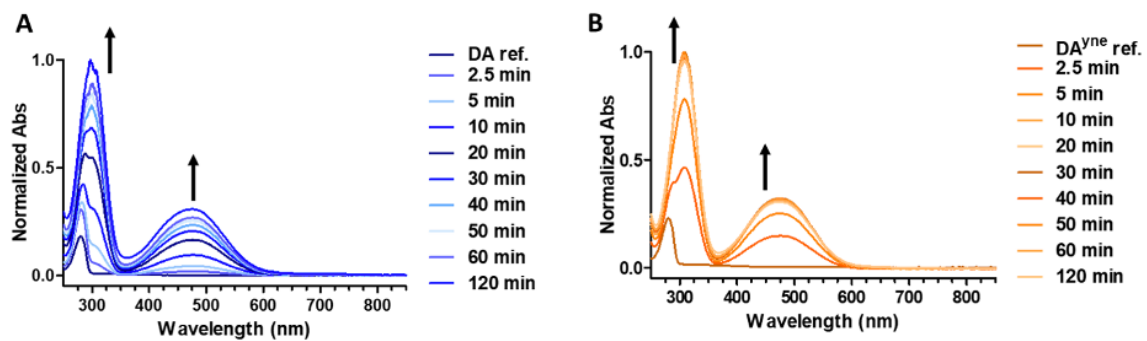 A
Normalized Abs
1.0
0.5
0.0
300 400 500 600 700 800
Wavelength (nm)
DA ref.
2.5 min
5 min
10 min
20 min
30 min
40 min
50 min
60 min
120 min
B
Normalized Abs
1.0
0.5
0.0
300 400 500 600 700 800
Wavelength (nm)
DAyne ref.
2.5 min
5 min
10 min
20 min
30 min
40 min
50 min
60 min
120 min